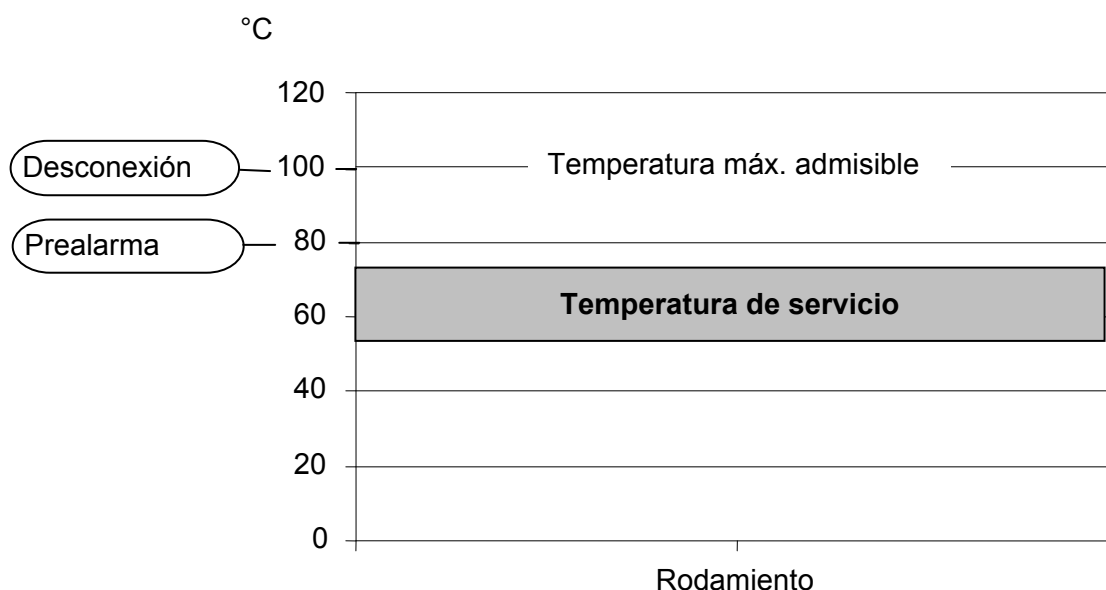 °C
120
Desconexión
100
Temperatura máx. admisible
Prealarma
80
Temperatura de servicio
60
40
20
0
Rodamiento